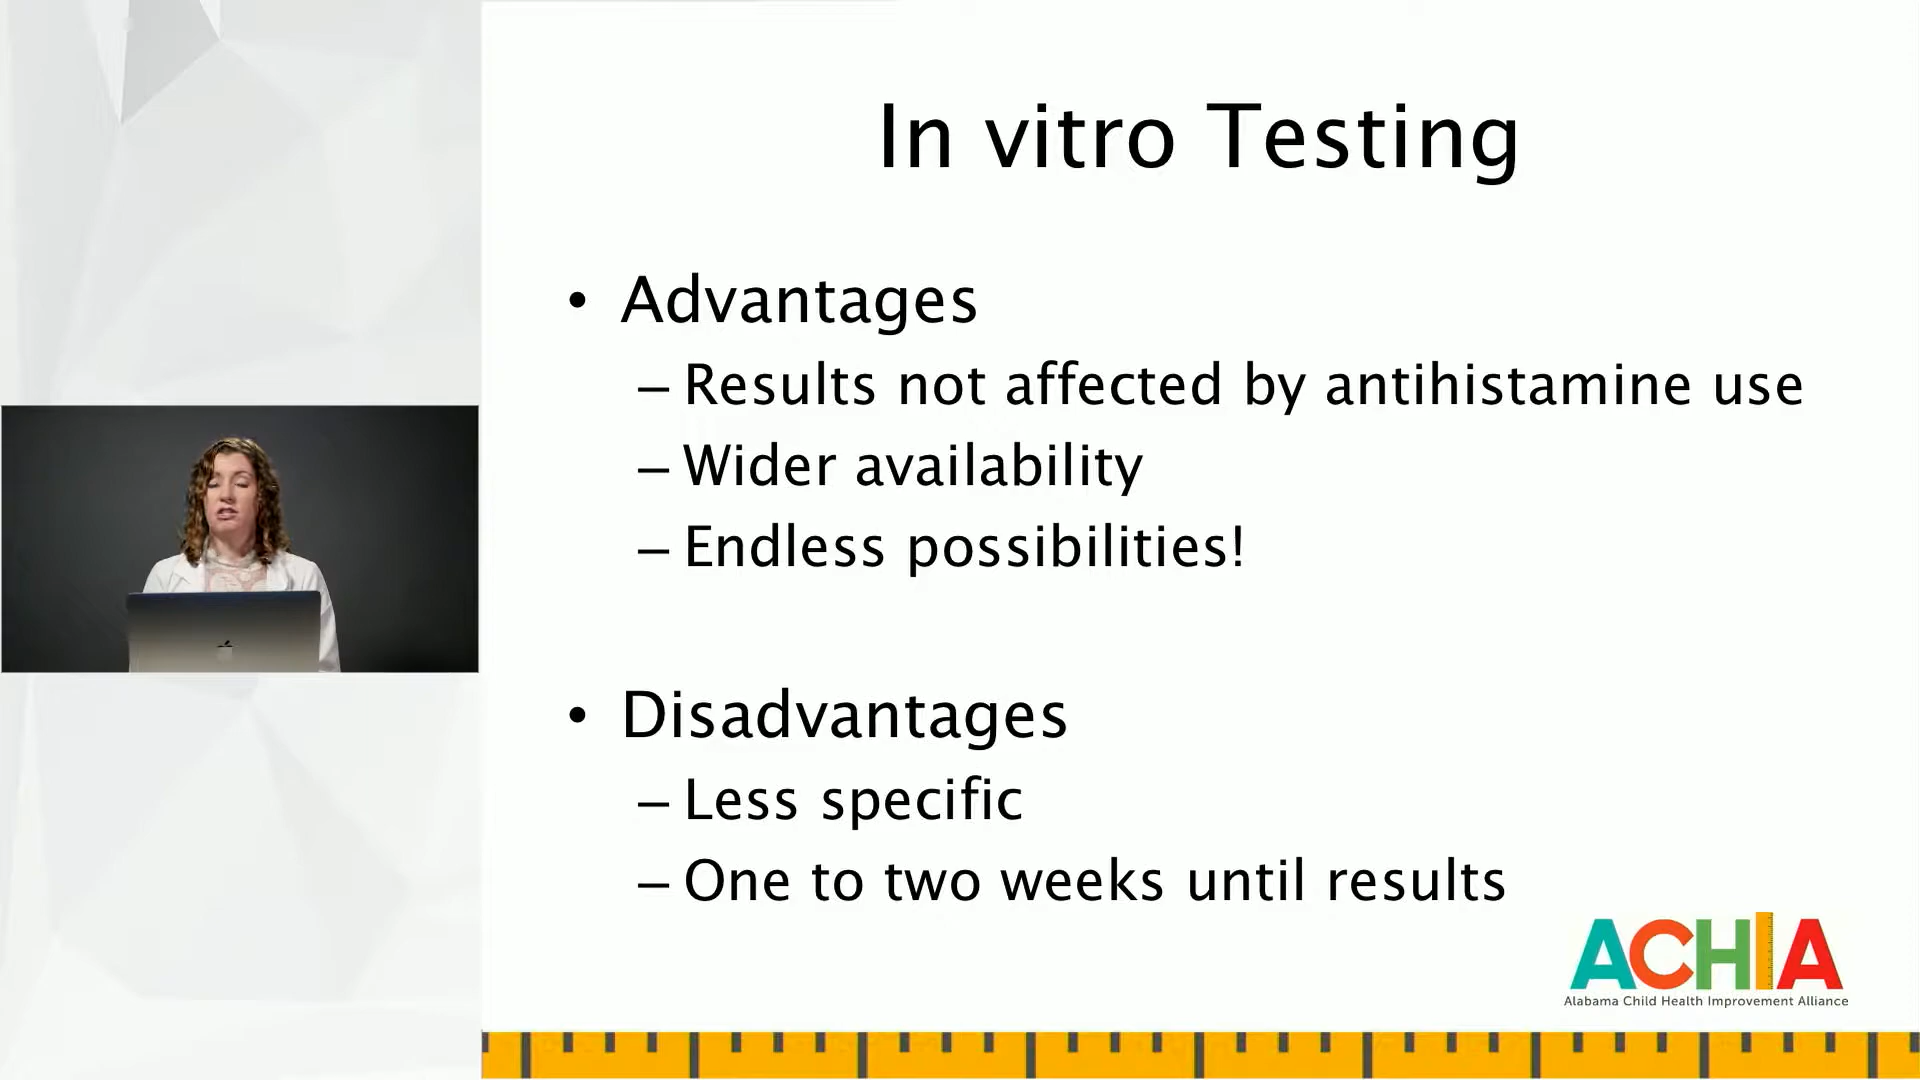 In vitro Testing
• Advantages
– Results not affected by antihistamine use
– Wider availability
– Endless possibilities!
• Disadvantages
– Less specific
– One to two weeks until results
ACHIA
Alabama Child Health Improvement Alliance